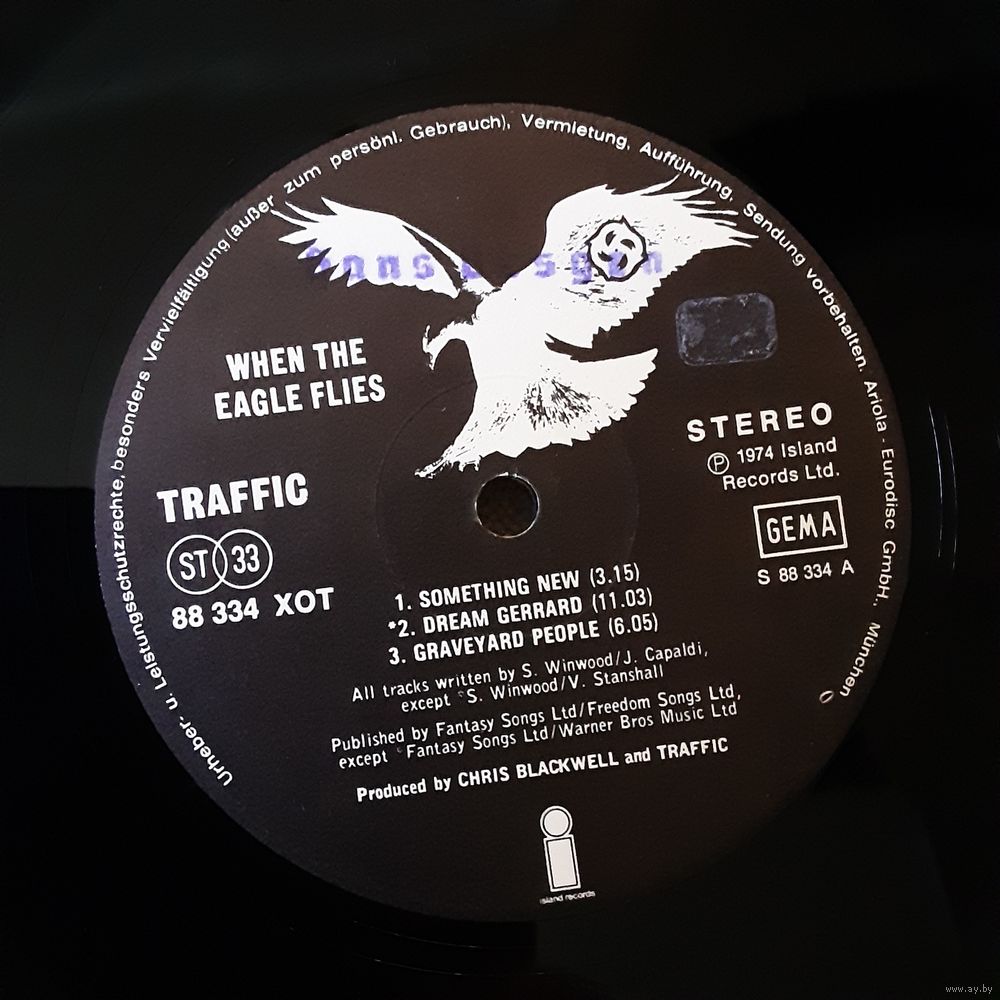 Urheber- u. Leistungsschutzrechte, besonders Vervielfältigung (außer zum persönl. Gebrauch), Vermietung, Aufführung, Sendung vorbehalten. Ariola - Eurodisc GmbH., München
WHEN THE
EAGLE FLIES
TRAFFIC
ST 33
88 334 XOT
STEREO
Ⓟ 1974 Island
Records Ltd.
GEMA
S 88 334 A
1. SOMETHING NEW (3.15)
*2. DREAM GERRARD (11.03)
3. GRAVEYARD PEOPLE (6.05)
All tracks written by S. Winwood/J. Capaldi,
except *S. Winwood/V. Stanshall
Published by Fantasy Songs Ltd/Freedom Songs Ltd,
except *Fantasy Songs Ltd/Warner Bros Music Ltd
Produced by CHRIS BLACKWELL and TRAFFIC
island records
www.ay.by